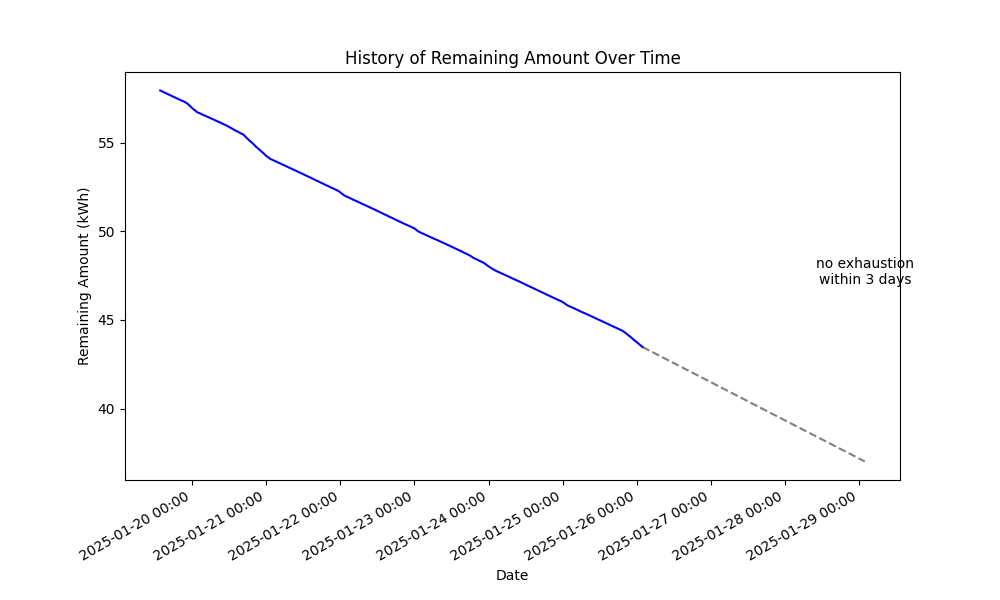 History of Remaining Amount Over Time
Remaining Amount (kWh)
55
50
45
40
no exhaustion
within 3 days
2025-01-20 00:00
2025-01-21 00:00
2025-01-22 00:00
2025-01-23 00:00
2025-01-24 00:00
2025-01-25 00:00
2025-01-26 00:00
2025-01-27 00:00
2025-01-28 00:00
2025-01-29 00:00
Date